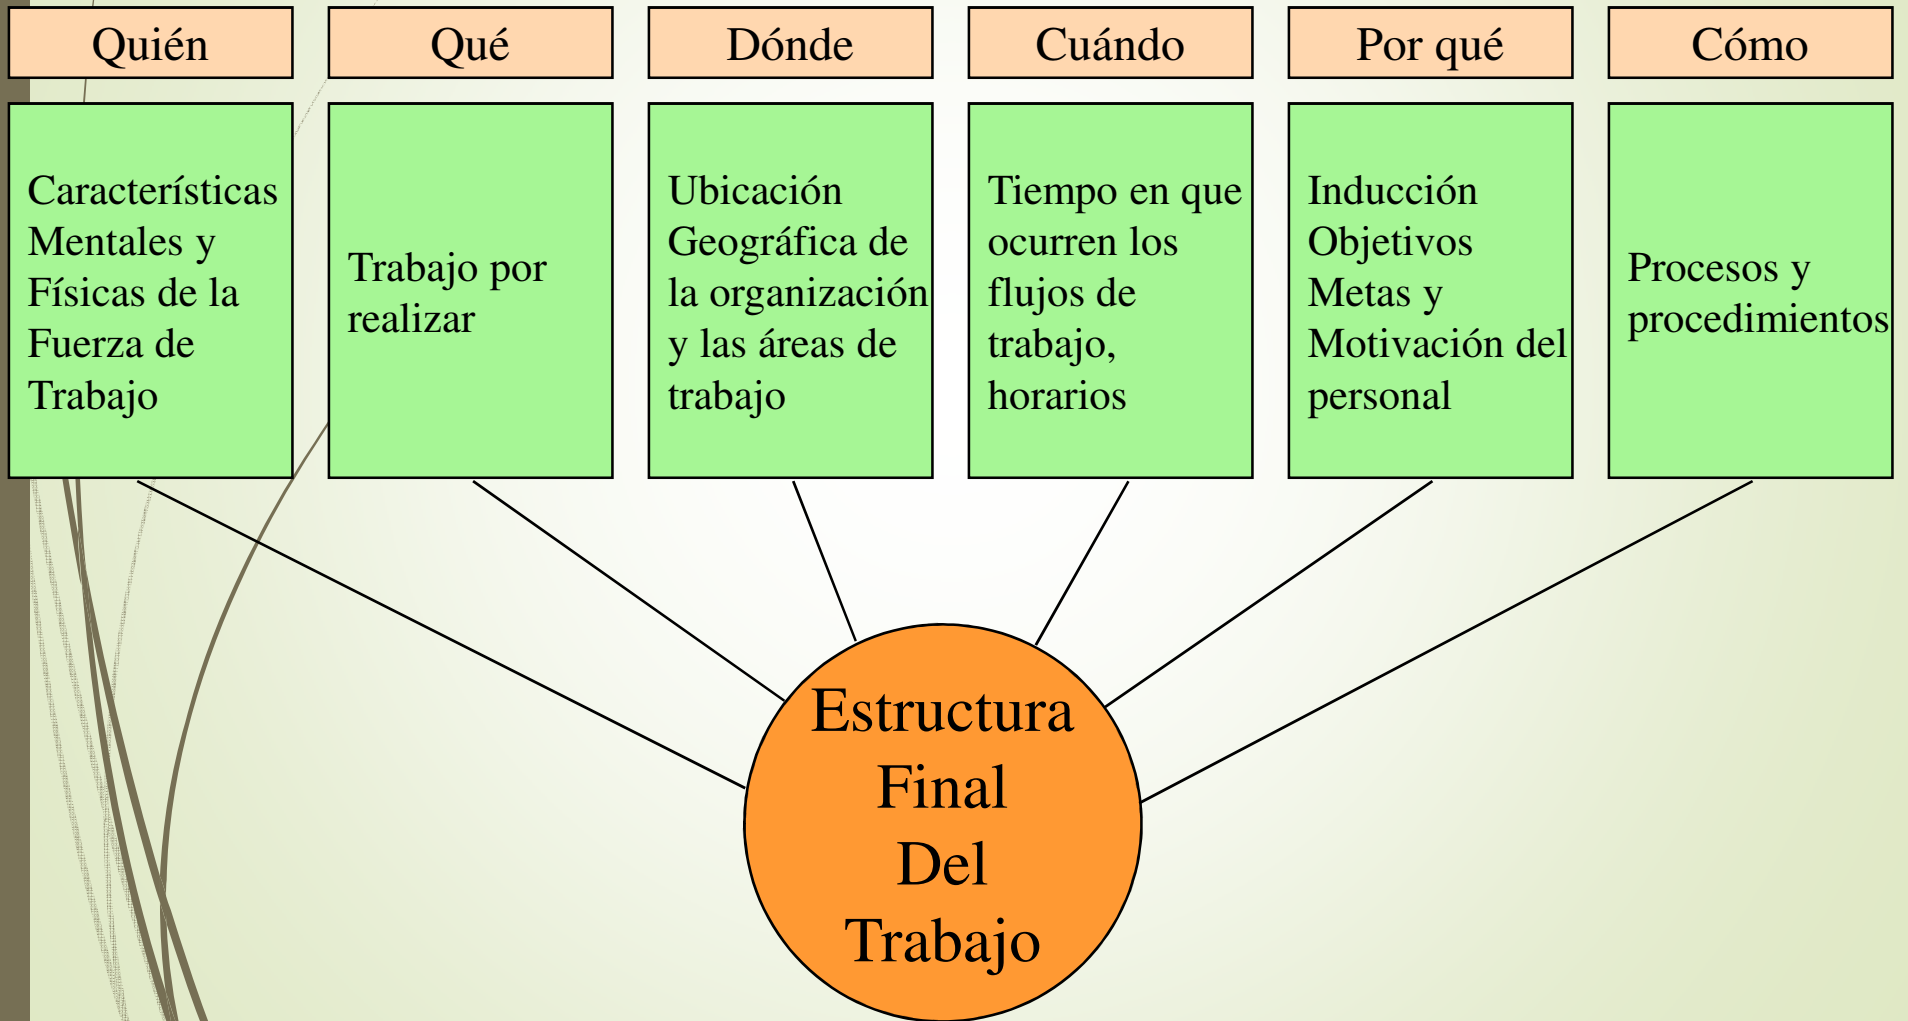 Quién
Qué
Dónde
Cuándo
Por qué
Cómo
Características
Mentales y
Físicas de la
Fuerza de
Trabajo
Trabajo por
realizar
Ubicación
Geográfica de
la organización
y las áreas de
trabajo
Tiempo en que
ocurren los
flujos de
trabajo,
horarios
Inducción
Objetivos
Metas y
Motivación del
personal
Procesos y
procedimientos
Estructura
Final
Del
Trabajo